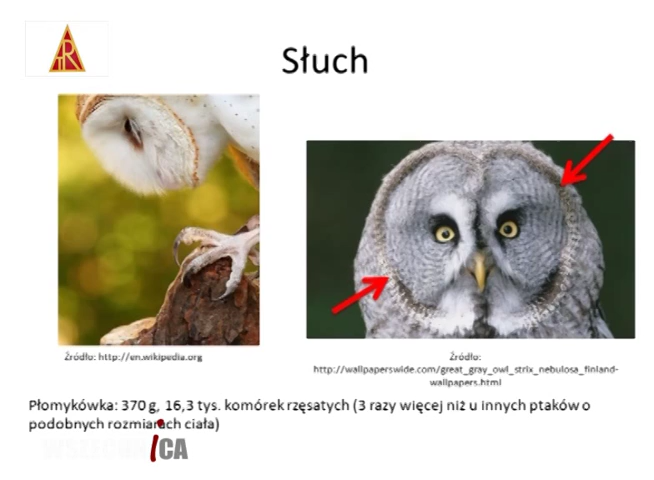 Słuch
Źródło: http://en.wikipedia.org
Źródło:
http://wallpaperswide.com/great_gray_owl_strix_nebulosa_finland-
wallpapers.html
Płomykówka: 370 g, 16,3 tys. komórek rzęsatych (3 razy więcej niż u innych ptaków o
podobnych rozmiarach ciała)